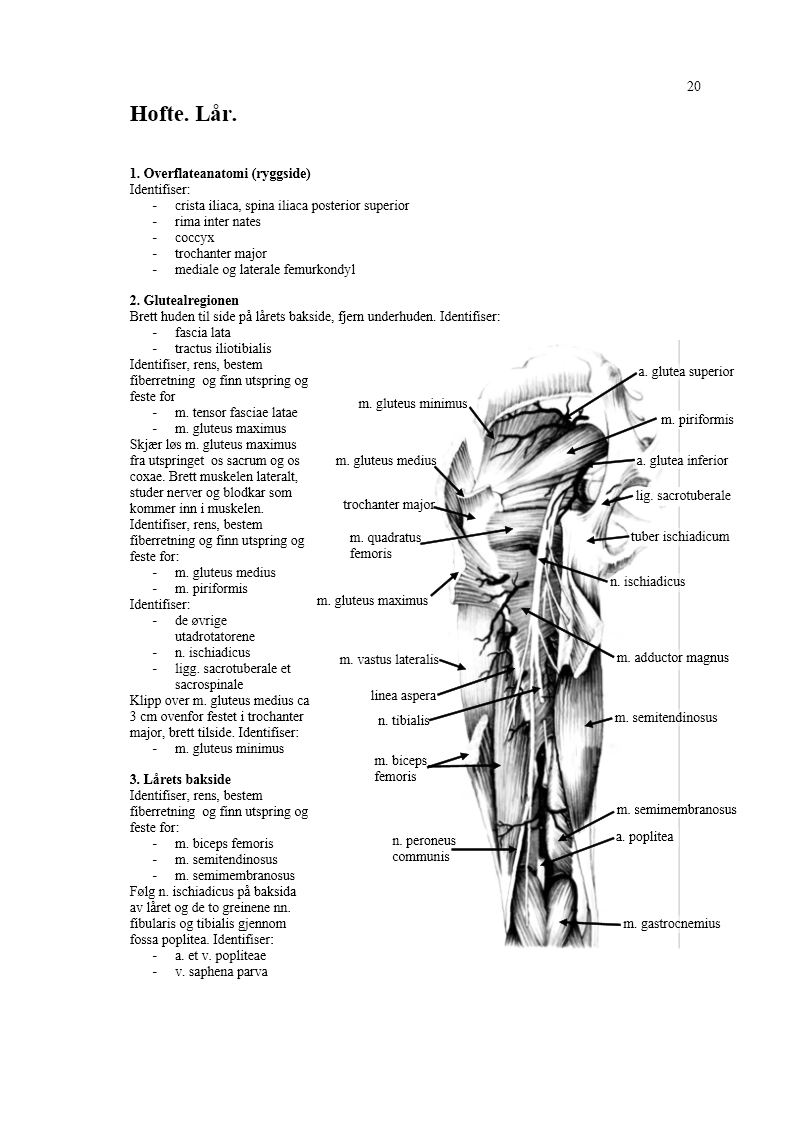 20
Hofte. Lår.
1. Overflateanatomi (ryggside)
Identifiser:
- crista iliaca, spina iliaca posterior superior
- rima inter nates
- coccyx
- trochanter major
- mediale og laterale femurkondyl
2. Glutealregionen
Brett huden til side på lårets bakside, fjern underhuden. Identifiser:
- fascia lata
- tractus iliotibialis
Identifiser, rens, bestem
fiberretning og finn utspring og
feste for
- m. tensor fasciae latae
- m. gluteus maximus
Skjær løs m. gluteus maximus
fra utspringet os sacrum og os
coxae. Brett muskelen lateralt,
studer nerver og blodkar som
kommer inn i muskelen.
Identifiser, rens, bestem
fiberretning og finn utspring og
feste for:
- m. gluteus medius
- m. piriformis
Identifiser:
- de øvrige
utadrotatorene
- n. ischiadicus
- ligg. sacrotuberale et
sacrospinale
Klipp over m. gluteus medius ca
3 cm ovenfor festet i trochanter
major, brett tilside. Identifiser:
- m. gluteus minimus
3. Lårets bakside
Identifiser, rens, bestem
fiberretning og finn utspring og
feste for:
- m. biceps femoris
- m. semitendinosus
- m. semimembranosus
Følg n. ischiadicus på baksida
av låret og de to greinene nn.
fibularis og tibialis gjennom
fossa poplitea. Identifiser:
- a. et v. popliteae
- v. saphena parva
m. gluteus minimus
m. gluteus medius
trochanter major
m. quadratus
femoris
m. gluteus maximus
m. vastus lateralis
linea aspera
n. tibialis
m. biceps
femoris
n. peroneus
communis
a. glutea superior
m. piriformis
a. glutea inferior
lig. sacrotuberale
tuber ischiadicum
n. ischiadicus
m. adductor magnus
m. semitendinosus
m. semimembranosus
a. poplitea
m. gastrocnemius